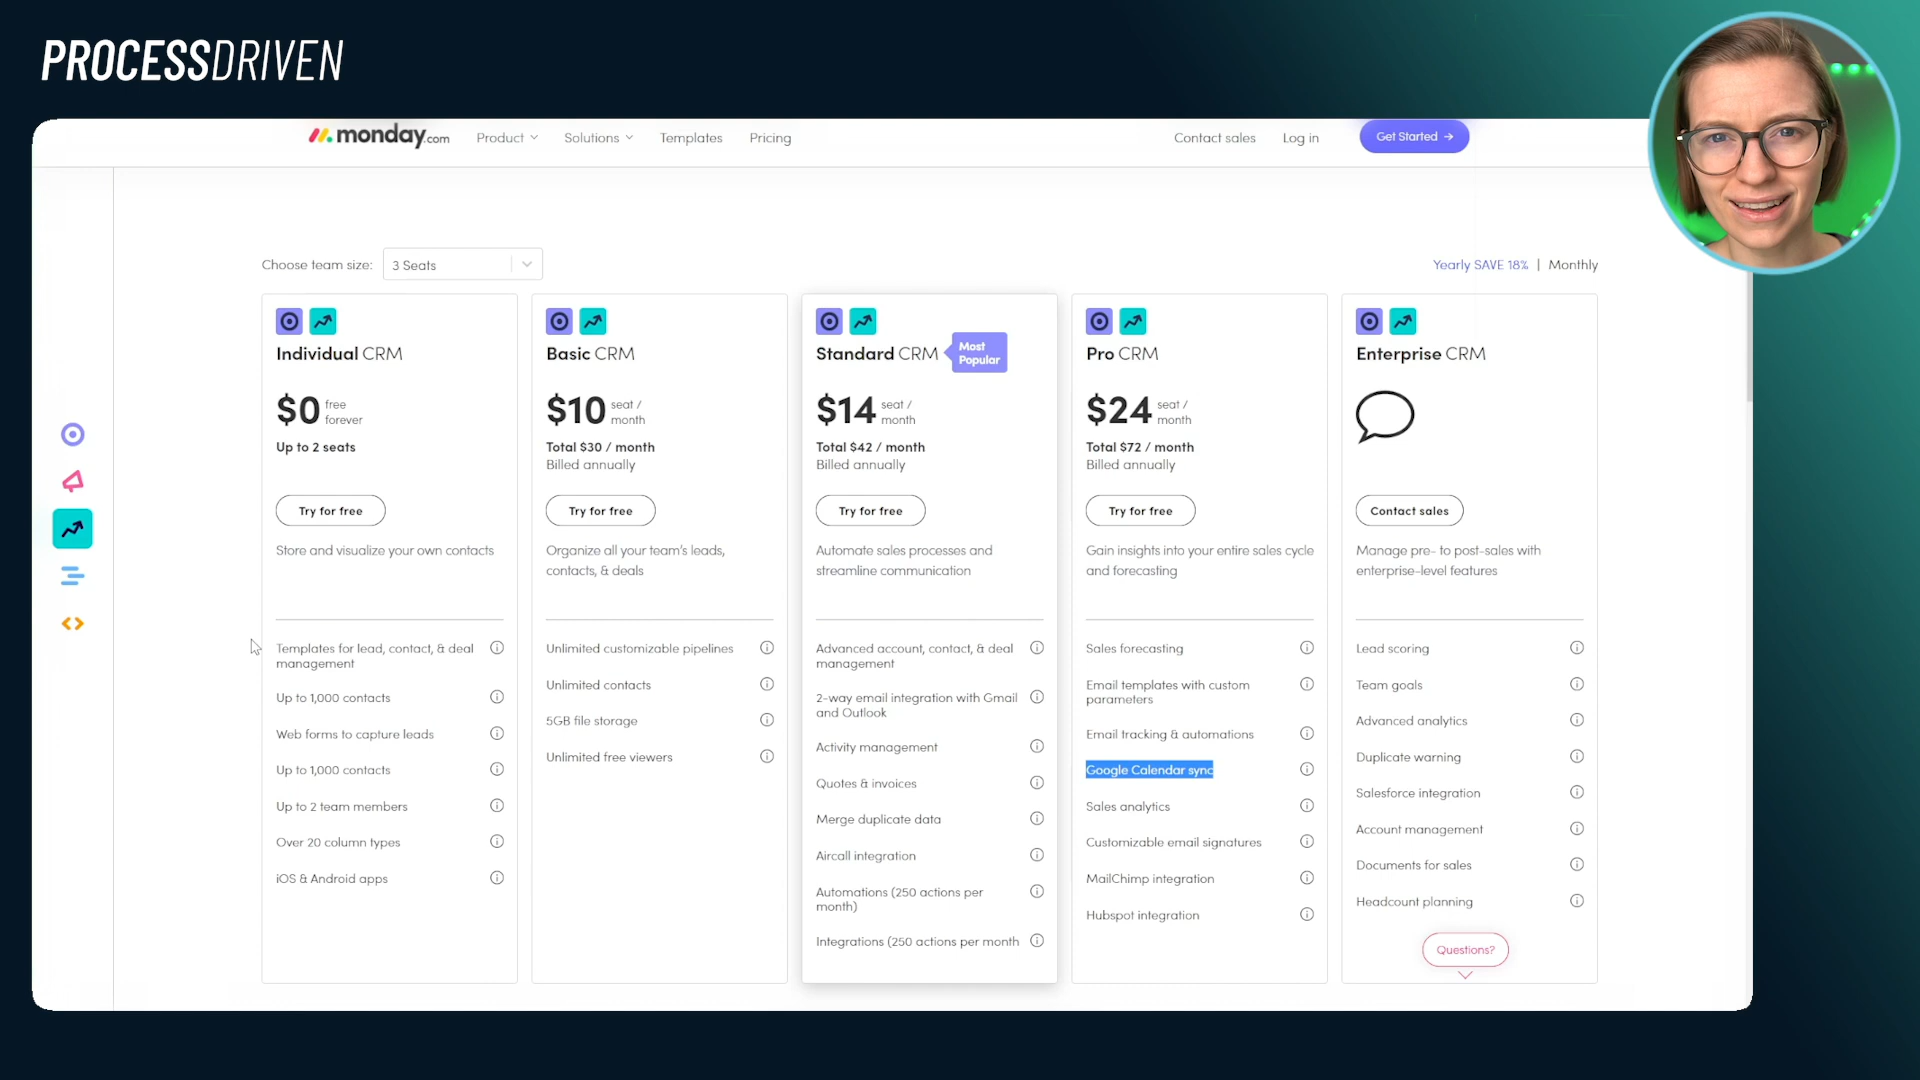 PROCESSDRIVEN
monday.com
Product
Solutions
Templates
Pricing
Contact sales
Log in
Get Started →
Choose team size:
3 Seats
Yearly SAVE 18% | Monthly
Individual CRM
$0 free
forever
Up to 2 seats
Try for free
Store and visualize your own contacts
Templates for lead, contact, & deal
management
Up to 1,000 contacts
Web forms to capture leads
Up to 1,000 contacts
Up to 2 team members
Over 20 column types
iOS & Android apps
Basic CRM
$10 seat /
month
Total $30 / month
Billed annually
Try for free
Organize all your team's leads,
contacts, & deals
Unlimited customizable pipelines
Unlimited contacts
5GB file storage
Unlimited free viewers
Standard CRM
Most
Popular
$14 seat /
month
Total $42 / month
Billed annually
Try for free
Automate sales processes and
streamline communication
Advanced account, contact, & deal
management
2-way email integration with Gmail
and Outlook
Activity management
Quotes & invoices
Merge duplicate data
Aircall integration
Automations (250 actions per
month)
Integrations (250 actions per month
Pro CRM
$24 seat /
month
Total $72 / month
Billed annually
Try for free
Gain insights into your entire sales cycle
and forecasting
Sales forecasting
Email templates with custom
parameters
Email tracking & automations
Google Calendar sync
Sales analytics
Customizable email signatures
MailChimp integration
Hubspot integration
Enterprise CRM
Contact sales
Manage pre- to post-sales with
enterprise-level features
Lead scoring
Team goals
Advanced analytics
Duplicate warning
Salesforce integration
Account management
Documents for sales
Headcount planning
Questions?